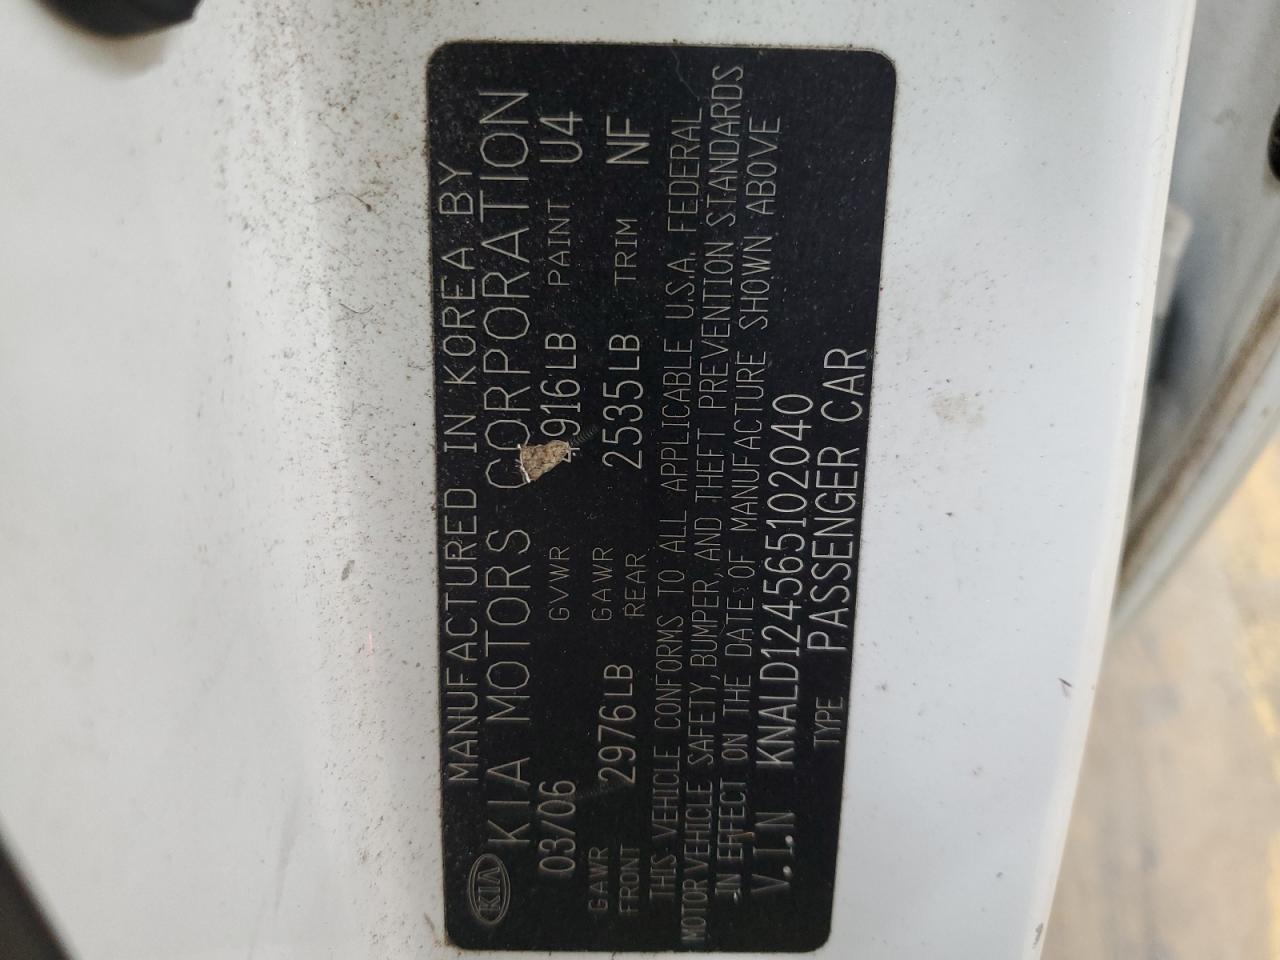 MANUFACTURED IN KOREA BY
KIA KIA MOTORS CORPORATION
03/06 GVWR 4916LB PAINT U4
GAWR FRONT 2976LB GAWR REAR 2535LB TRIM NF
THIS VEHICLE CONFORMS TO ALL APPLICABLE U.S.A. FEDERAL
MOTOR VEHICLE SAFETY, BUMPER, AND THEFT PREVENTION STANDARDS
IN EFFECT ON THE DATE OF MANUFACTURE SHOWN ABOVE
V.I.N KNALD124565102040
TYPE PASSENGER CAR